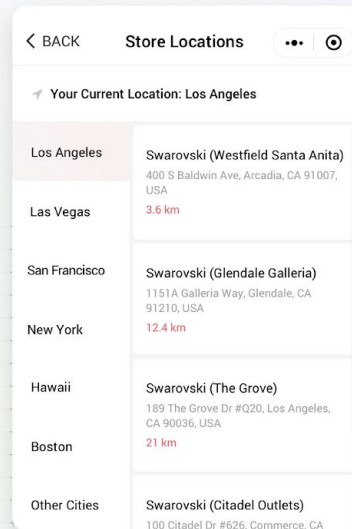 BACK
Store Locations
Your Current Location: Los Angeles
Los Angeles
Las Vegas
San Francisco
New York
Hawaii
Boston
Other Cities
Swarovski (Westfield Santa Anita)
400 S Baldwin Ave, Arcadia, CA 91007,
USA
3.6 km
Swarovski (Glendale Galleria)
1151A Galleria Way, Glendale, CA
91210, USA
12.4 km
Swarovski (The Grove)
189 The Grove Dr #Q20, Los Angeles,
CA 90036, USA
21 km
Swarovski (Citadel Outlets)
100 Citadel Dr #626, Commerce, CA